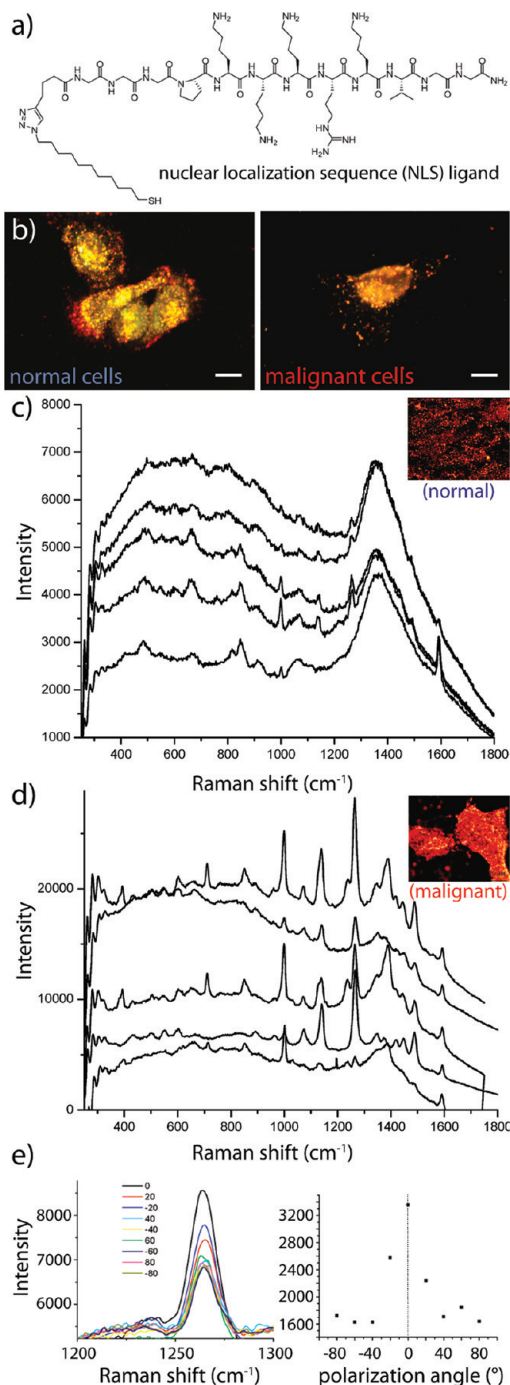 a)
NH2
NH2
NH2
O
H
N
O
N
H
O
H
N
O
N
O
H
N
O
N
H
O
H
N
O
N
H
O
H
N
O
N
H
O
H
N
O
NH2
N
N
N
NH2
HN
NH
H2N
SH
nuclear localization sequence (NLS) ligand
b)
normal cells
malignant cells
c)
8000
7000
6000
5000
4000
3000
2000
1000
Intensity
(normal)
400 600 800 1000 1200 1400 1600 1800
Raman shift (cm-1)
d)
20000
10000
0
Intensity
(malignant)
400 600 800 1000 1200 1400 1600 1800
Raman shift (cm-1)
e)
8000
7000
6000
Intensity
0
20
-20
40
-40
60
-60
80
-80
1200 1250 1300
Raman shift (cm-1)
3200
2800
2400
2000
1600
-80 -40 0 40 80
polarization angle (°)